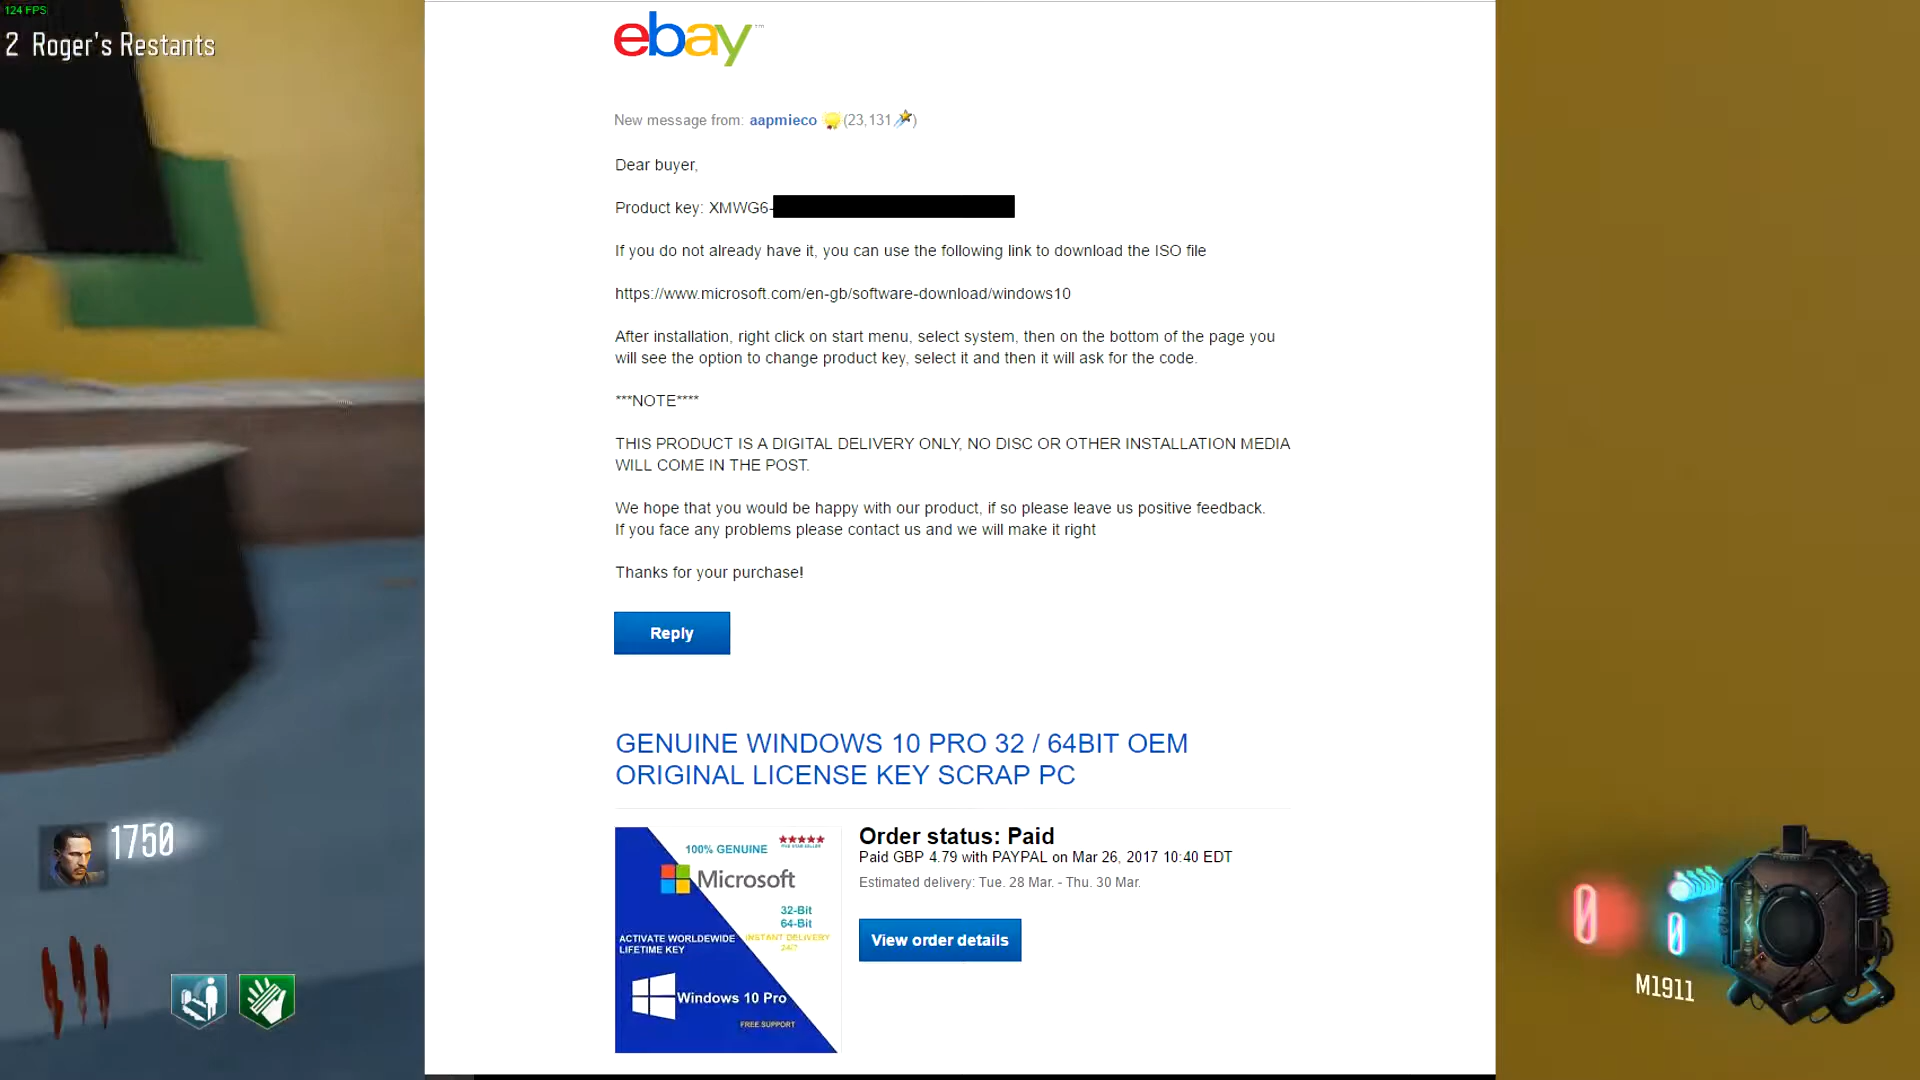 124 FPS
2 Roger's Restants
ebay™
New message from: aapmieco (23,131)
Dear buyer,
Product key: XMWG6-
If you do not already have it, you can use the following link to download the ISO file
https://www.microsoft.com/en-gb/software-download/windows10
After installation, right click on start menu, select system, then on the bottom of the page you
will see the option to change product key, select it and then it will ask for the code.
***NOTE****
THIS PRODUCT IS A DIGITAL DELIVERY ONLY, NO DISC OR OTHER INSTALLATION MEDIA
WILL COME IN THE POST.
We hope that you would be happy with our product, if so please leave us positive feedback.
If you face any problems please contact us and we will make it right
Thanks for your purchase!
Reply
GENUINE WINDOWS 10 PRO 32 / 64BIT OEM
ORIGINAL LICENSE KEY SCRAP PC
100% GENUINE
FIVE STAR SELLER
Microsoft
32-Bit
64-Bit
ACTIVATE WORLDWIDE
LIFETIME KEY
INSTANT DELIVERY
24/7
Windows 10 Pro
FREE SUPPORT
Order status: Paid
Paid GBP 4.79 with PAYPAL on Mar 26, 2017 10:40 EDT
Estimated delivery: Tue. 28 Mar. - Thu. 30 Mar.
View order details
1750
0
0
M1911